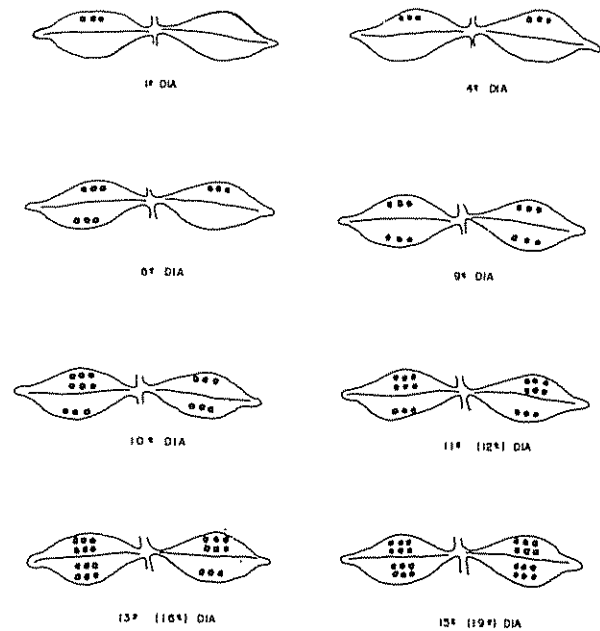 1º DIA
4º DIA
6º DIA
9º DIA
10º DIA
11º (12º) DIA
13º (16º) DIA
15º (19º) DIA